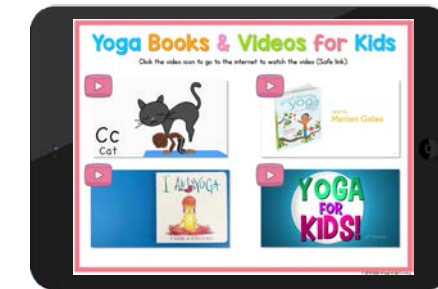 Yoga Books & Videos for Kids
Click the video icon to go to the internet to watch the video (Safe link).
Cc
Cat
yoga
Mariam Gates
I AM YOGA
YOGA
FOR
KIDS!